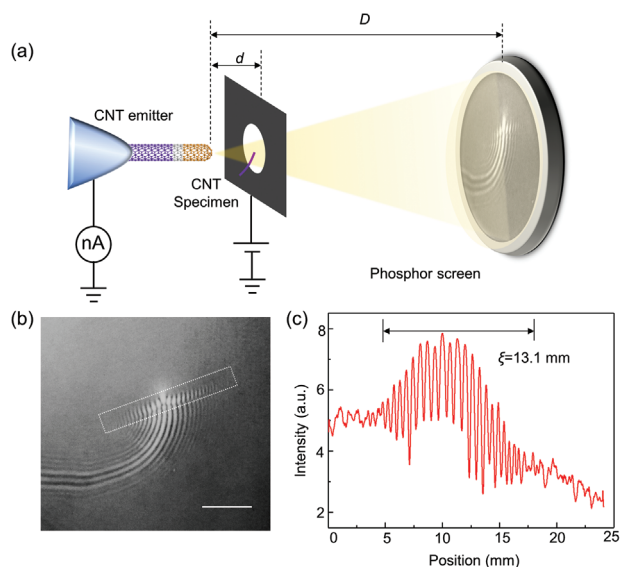 (a)
D
d
CNT emitter
CNT
Specimen
nA
Phosphor screen
(b)
(c)
8
6
4
2
ξ=13.1 mm
Intensity (a.u.)
0
5
10
15
20
25
Position (mm)